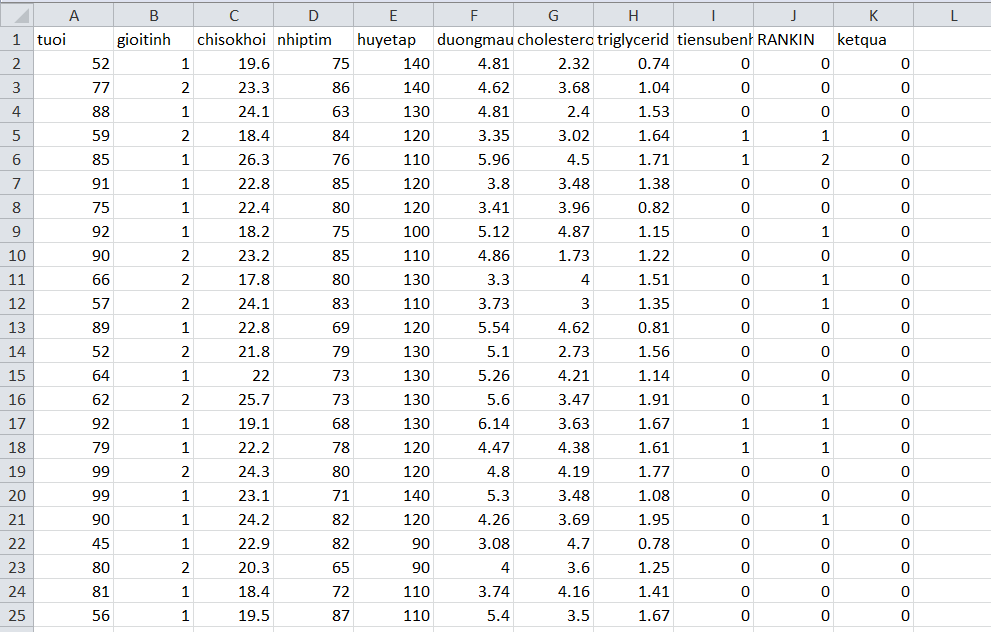 A B C D E F G H I J K L
1 tuoi gioitinh chisokhoi nhiptim huyetap duongmau cholestero triglycerid tiensubenh RANKIN ketqua
2 52 1 19.6 75 140 4.81 2.32 0.74 0 0 0
3 77 2 23.3 86 140 4.62 3.68 1.04 0 0 0
4 88 1 24.1 63 130 4.81 2.4 1.53 0 0 0
5 59 2 18.4 84 120 3.35 3.02 1.64 1 1 0
6 85 1 26.3 76 110 5.96 4.5 1.71 1 2 0
7 91 1 22.8 85 120 3.8 3.48 1.38 0 0 0
8 75 1 22.4 80 120 3.41 3.96 0.82 0 0 0
9 92 1 18.2 75 100 5.12 4.87 1.15 0 1 0
10 90 2 23.2 85 110 4.86 1.73 1.22 0 0 0
11 66 2 17.8 80 130 3.3 4 1.51 0 1 0
12 57 2 24.1 83 110 3.73 3 1.35 0 1 0
13 89 1 22.8 69 120 5.54 4.62 0.81 0 0 0
14 52 2 21.8 79 130 5.1 2.73 1.56 0 0 0
15 64 1 22 73 130 5.26 4.21 1.14 0 0 0
16 62 2 25.7 73 130 5.6 3.47 1.91 0 1 0
17 92 1 19.1 68 130 6.14 3.63 1.67 1 1 0
18 79 1 22.2 78 120 4.47 4.38 1.61 1 1 0
19 99 2 24.3 80 120 4.8 4.19 1.77 0 0 0
20 99 1 23.1 71 140 5.3 3.48 1.08 0 0 0
21 90 1 24.2 82 120 4.26 3.69 1.95 0 1 0
22 45 1 22.9 82 90 3.08 4.7 0.78 0 0 0
23 80 2 20.3 65 90 4 3.6 1.25 0 0 0
24 81 1 18.4 72 110 3.74 4.16 1.41 0 0 0
25 56 1 19.5 87 110 5.4 3.5 1.67 0 0 0